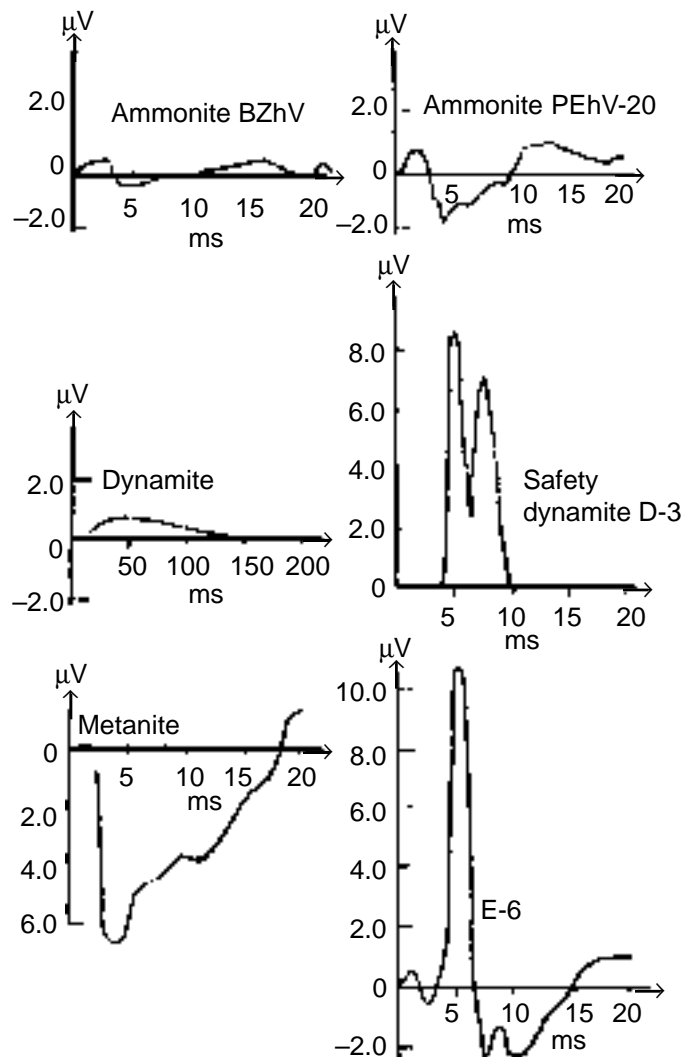 μV
2.0
0
–2.0
Ammonite BZhV
5 10 15 20
ms
μV
2.0
0
–2.0
Ammonite PEhV-20
5 10 15 20
ms
μV
2.0
0
–2.0
Dynamite
50 100 150 200
ms
μV
8.0
6.0
4.0
2.0
0
Safety
dynamite D-3
5 10 15 20
ms
μV
Metanite
0
2.0
4.0
6.0
5 10 15 20
ms
μV
10.0
8.0
6.0
4.0
2.0
0
–2.0
E-6
5 10 15 20
ms